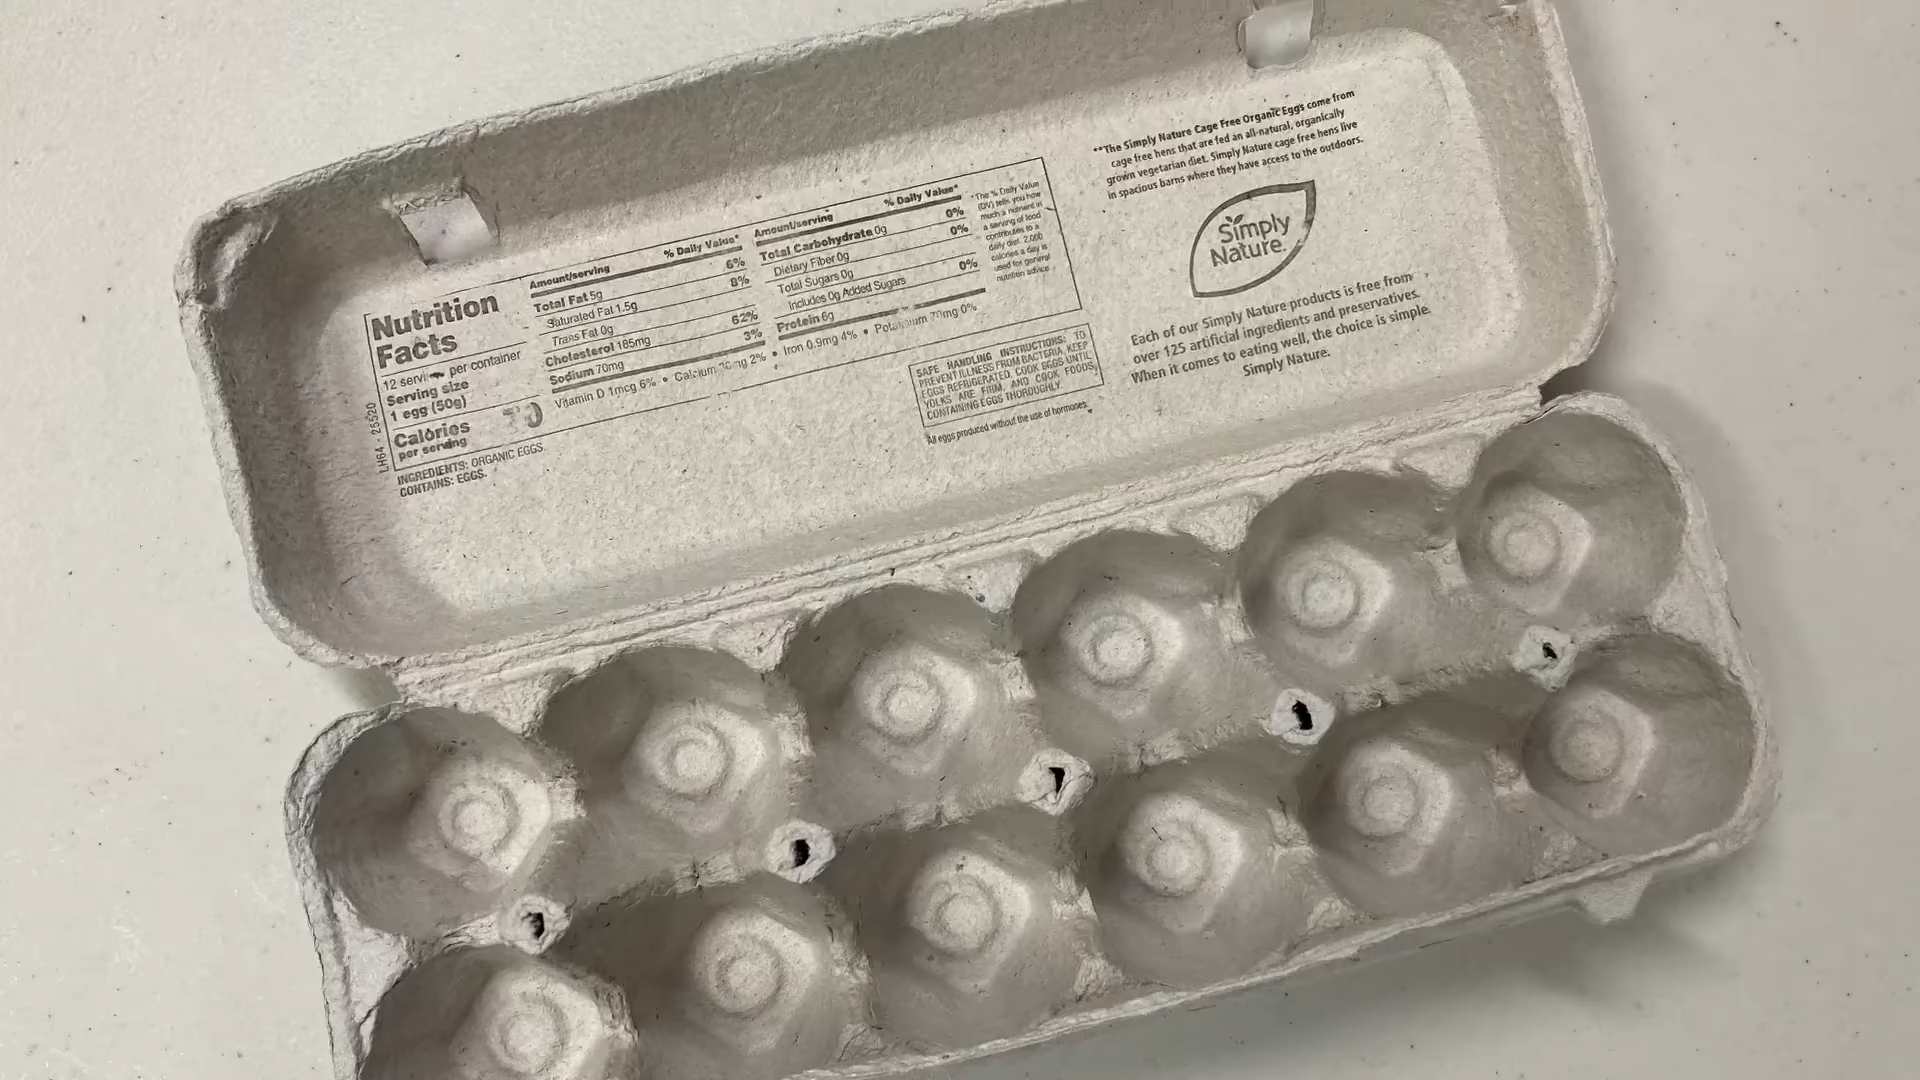 Nutrition
Facts
12 per container
Serving size
1 egg (50g)
Calories
per serving
70
Amount/serving % Daily Value*
Total Fat 5g 6%
Saturated Fat 1.5g 8%
Trans Fat 0g
Cholesterol 185mg 62%
Sodium 70mg 3%
Amount/serving % Daily Value*
Total Carbohydrate 0g 0%
Dietary Fiber 0g 0%
Total Sugars 0g
Includes 0g Added Sugars 0%
Protein 6g
Vitamin D 1mcg 6% • Calcium 2% • Iron 0.9mg 4% • Potassium 70mg 0%
*The % Daily Value
(DV) tells you how
much a nutrient in
a serving of food
contributes to a
daily diet. 2,000
calories a day is
used for general
nutrition advice
LH64 - 25520
INGREDIENTS: ORGANIC EGGS.
CONTAINS: EGGS.
SAFE HANDLING INSTRUCTIONS: TO
PREVENT ILLNESS FROM BACTERIA, KEEP
EGGS REFRIGERATED, COOK EGGS UNTIL
YOLKS ARE FIRM, AND COOK FOODS
CONTAINING EGGS THOROUGHLY.
All eggs produced without the use of hormones.
**The Simply Nature Cage Free Organic Eggs come from
cage free hens that are fed an all-natural, organically
grown vegetarian diet. Simply Nature cage free hens live
in spacious barns where they have access to the outdoors.
Simply
Nature.
Each of our Simply Nature products is free from
over 125 artificial ingredients and preservatives.
When it comes to eating well, the choice is simple.
Simply Nature.